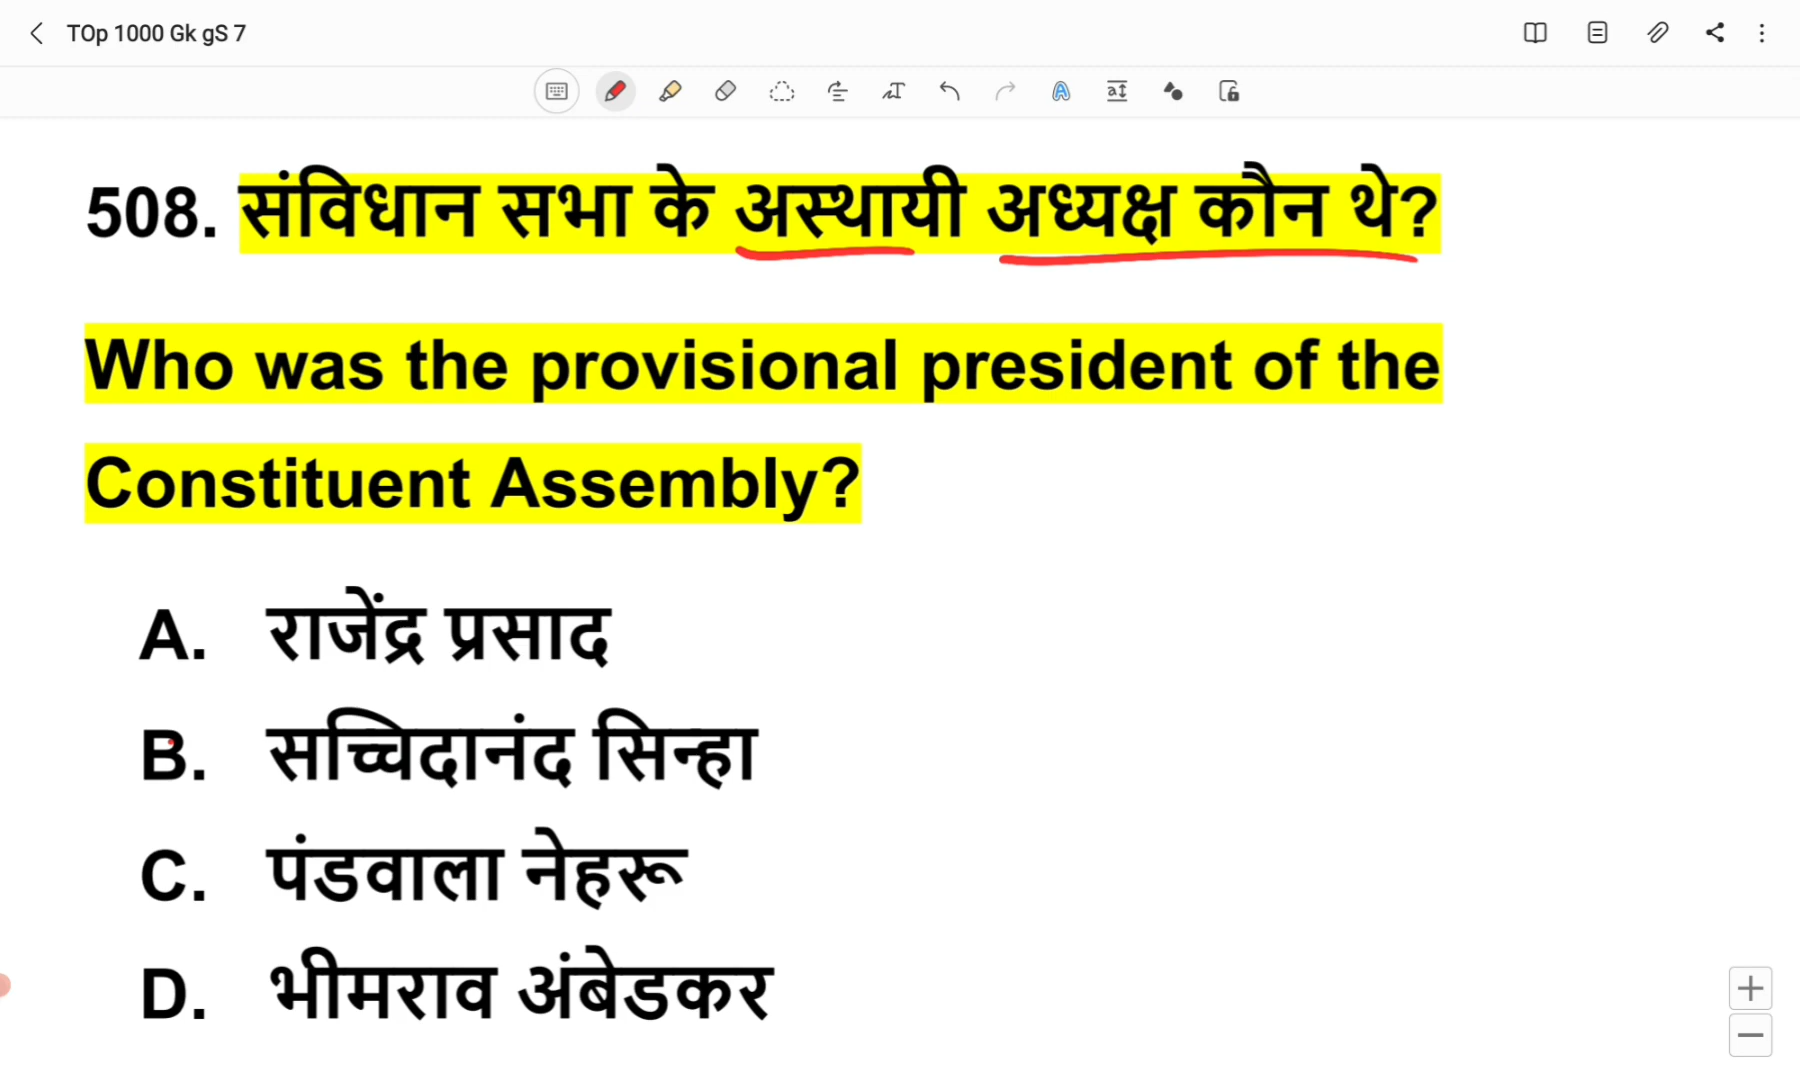 TOp 1000 Gk gS 7
508. संविधान सभा के अस्थायी अध्यक्ष कौन थे?
Who was the provisional president of the
Constituent Assembly?
A. राजेंद्र प्रसाद
B. सच्चिदानंद सिन्हा
C. पंडवाला नेहरू
D. भीमराव अंबेडकर